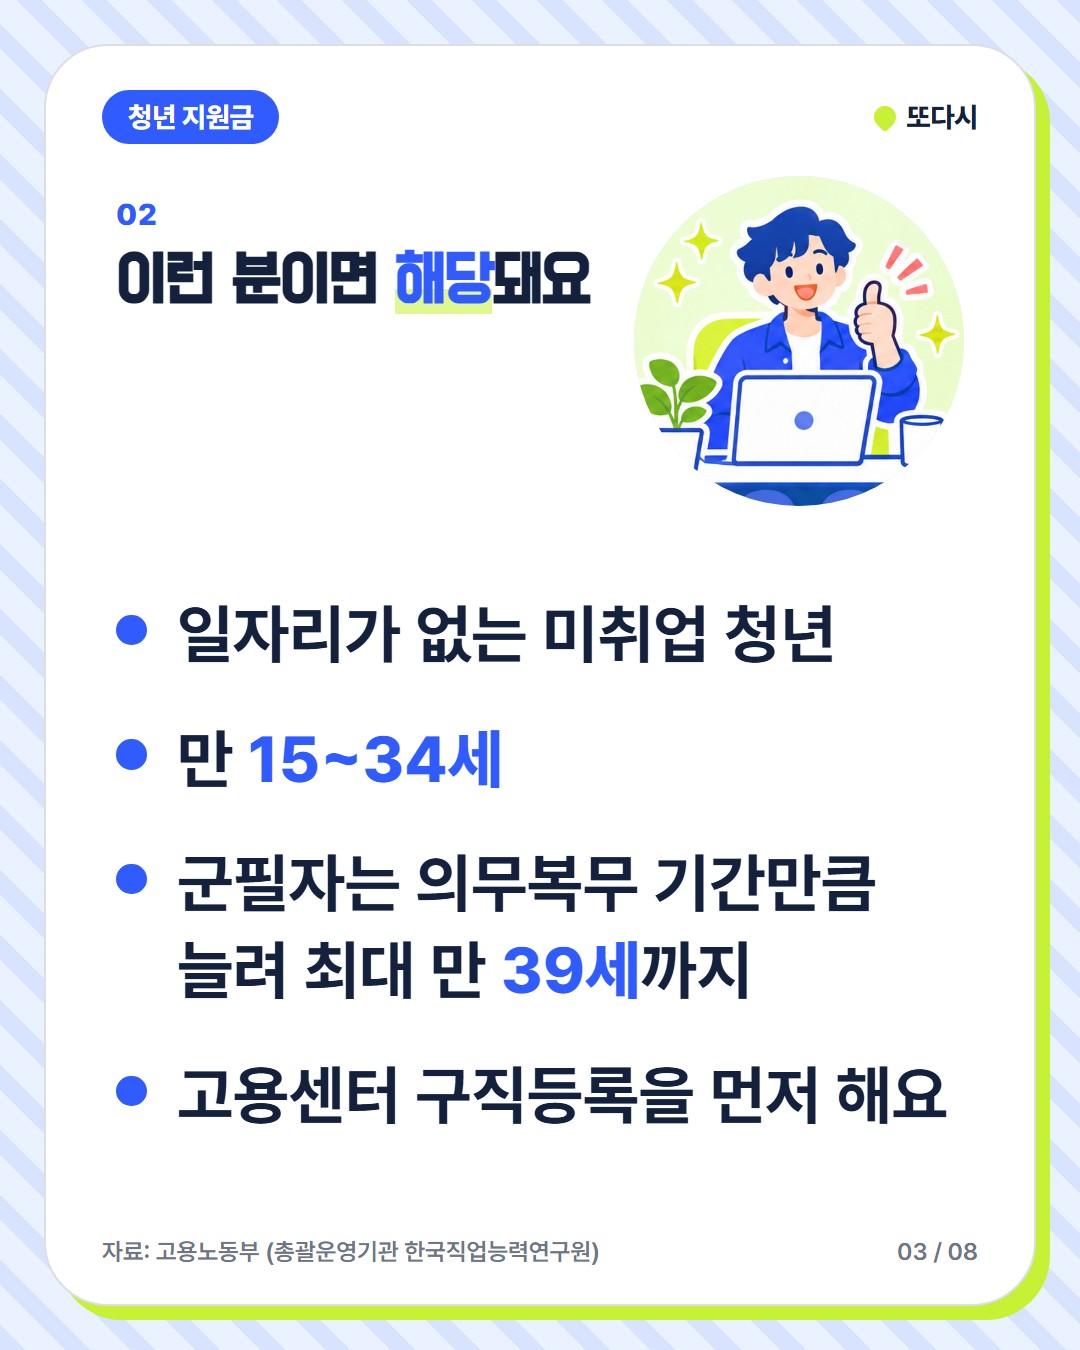 청년 지원금
또다시
02
이런 분이면 해당돼요
일자리가 없는 미취업 청년
만 15~34세
군필자는 의무복무 기간만큼
늘려 최대 만 39세까지
고용센터 구직등록을 먼저 해요
자료: 고용노동부 (총괄운영기관 한국직업능력연구원)
03 / 08